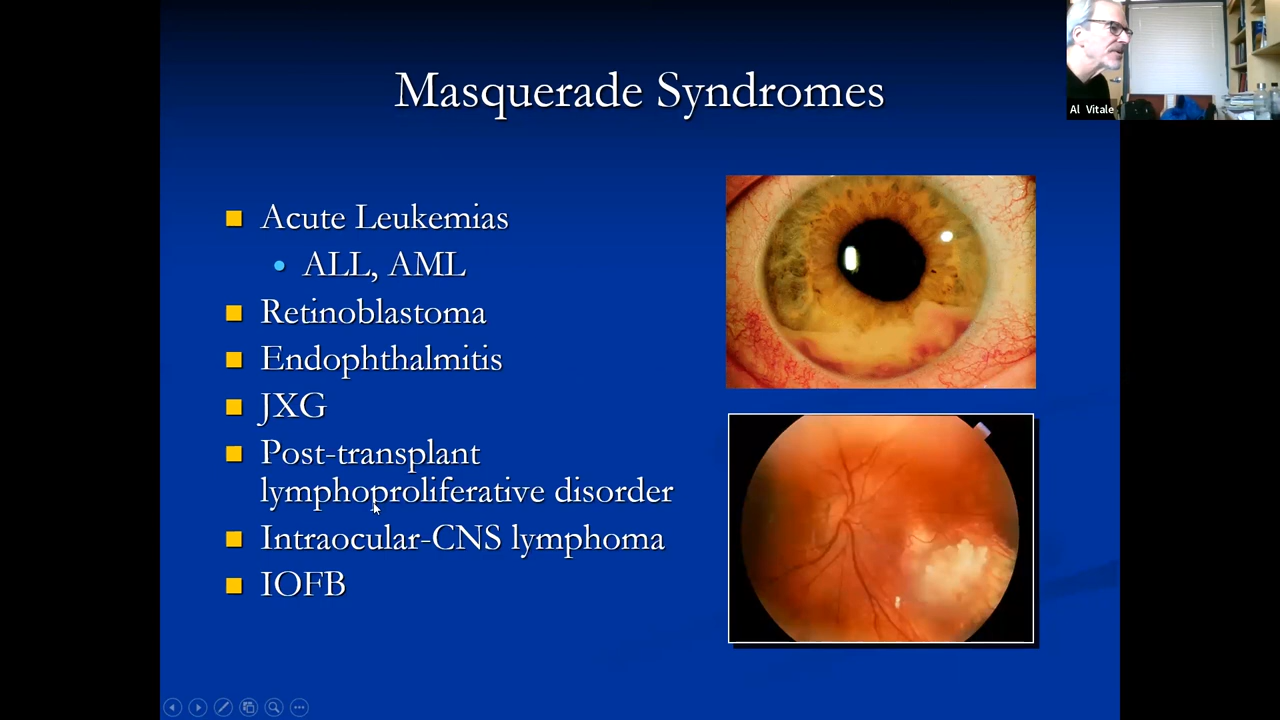 Masquerade Syndromes
Al Vitale
Acute Leukemias
ALL, AML
Retinoblastoma
Endophthalmitis
JXG
Post-transplant
lymphoproliferative disorder
Intraocular-CNS lymphoma
IOFB